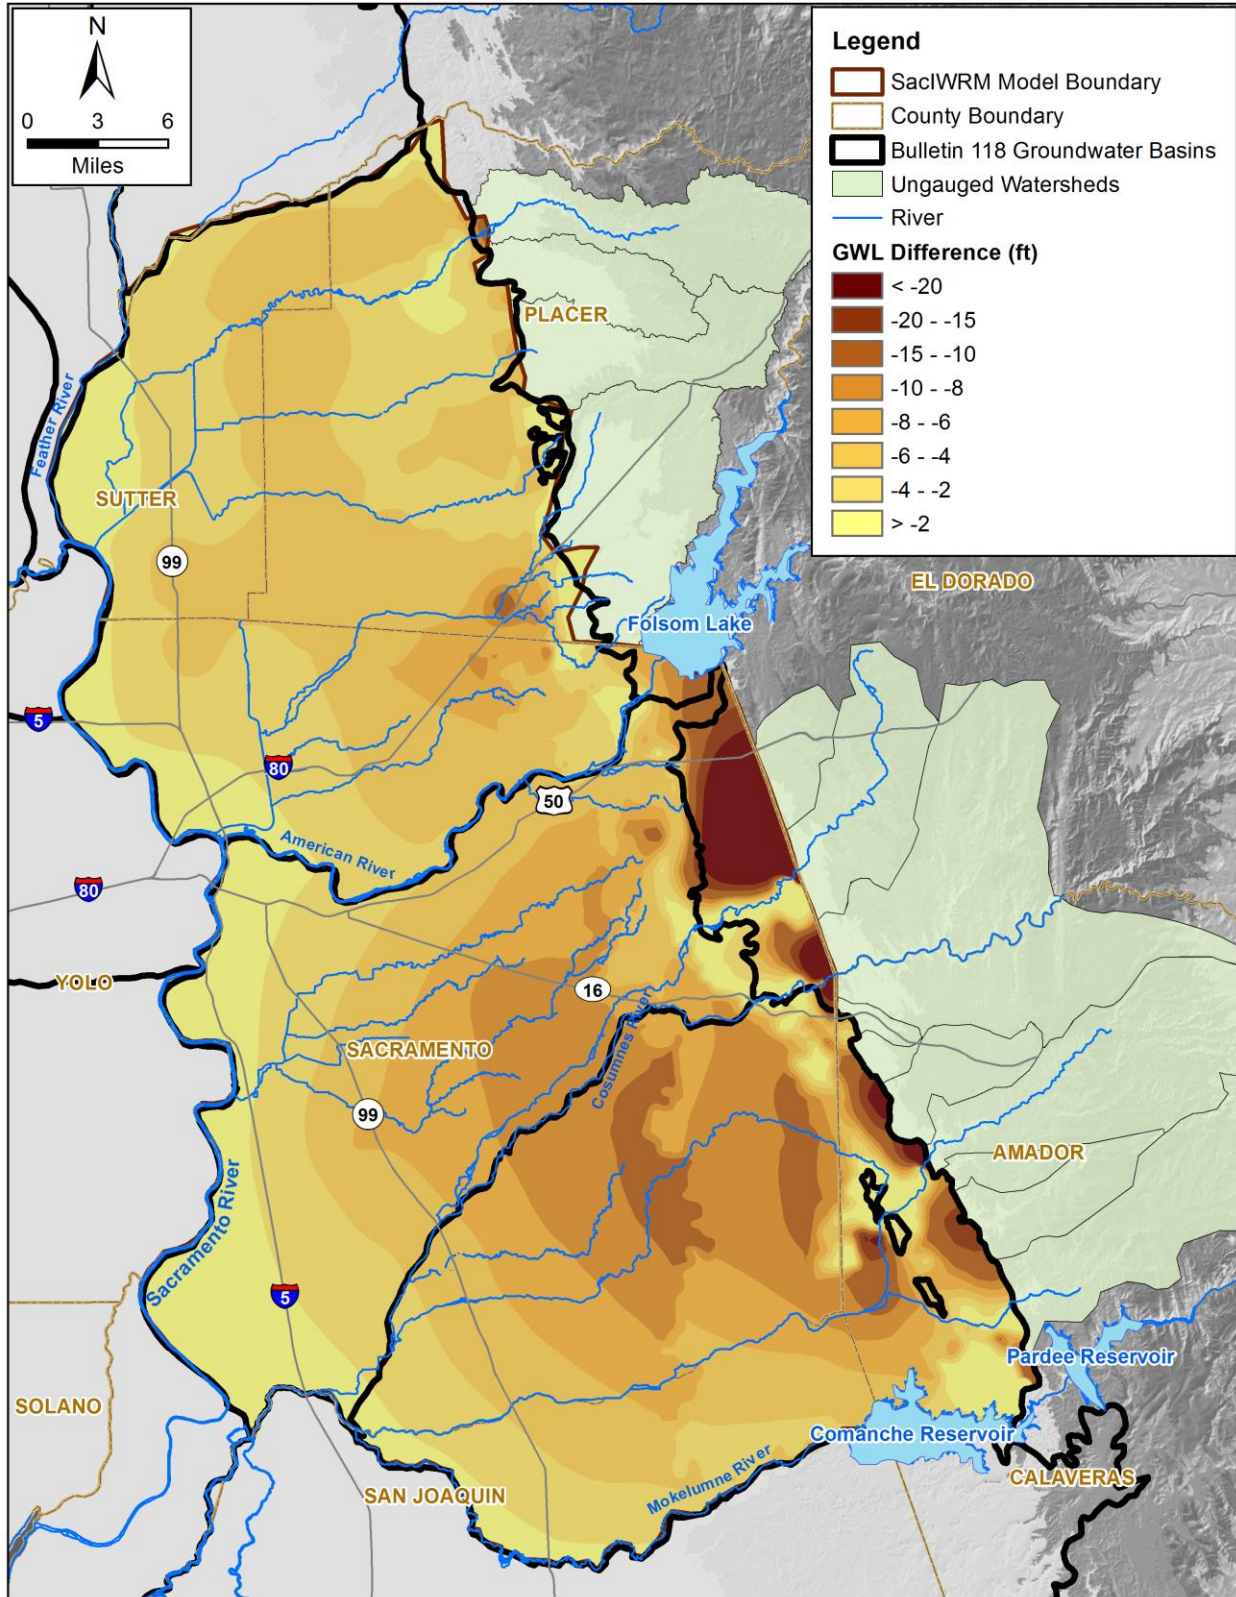 N
0 3 6
Miles
Legend
SacIWRM Model Boundary
County Boundary
Bulletin 118 Groundwater Basins
Ungauged Watersheds
River
GWL Difference (ft)
< -20
-20 - -15
-15 - -10
-10 - -8
-8 - -6
-6 - -4
-4 - -2
> -2
PLACER
Feather River
SUTTER
99
EL DORADO
Folsom Lake
5
80
50
American River
80
YOLO
16
SACRAMENTO
Cosumnes River
99
AMADOR
Sacramento River
5
Pardee Reservoir
SOLANO
Comanche Reservoir
CALAVERAS
SAN JOAQUIN
Mokelumne River